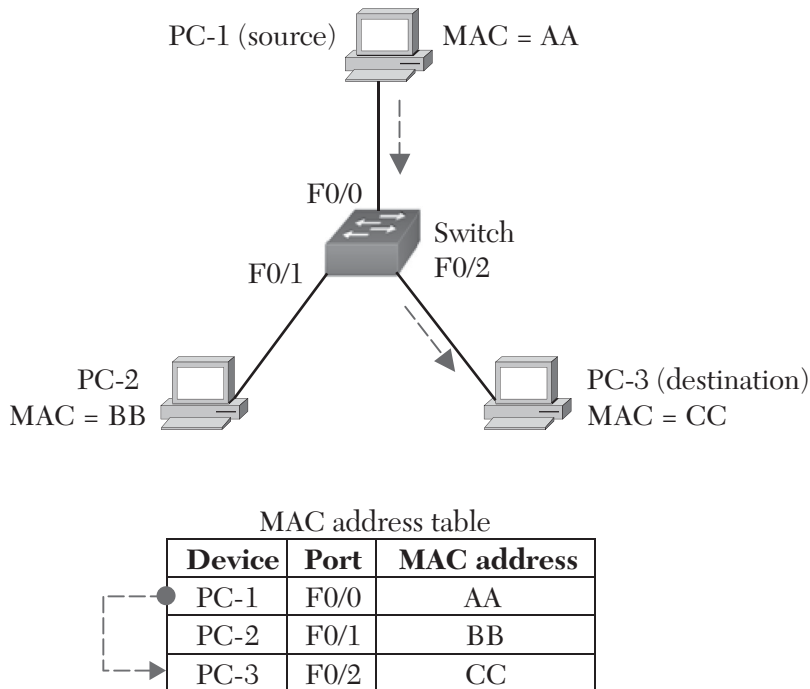 PC-1 (source)
MAC = AA
F0/0
Switch
F0/1
F0/2
PC-2
MAC = BB
PC-3 (destination)
MAC = CC
MAC address table
Device Port MAC address
PC-1 F0/0 AA
PC-2 F0/1 BB
PC-3 F0/2 CC